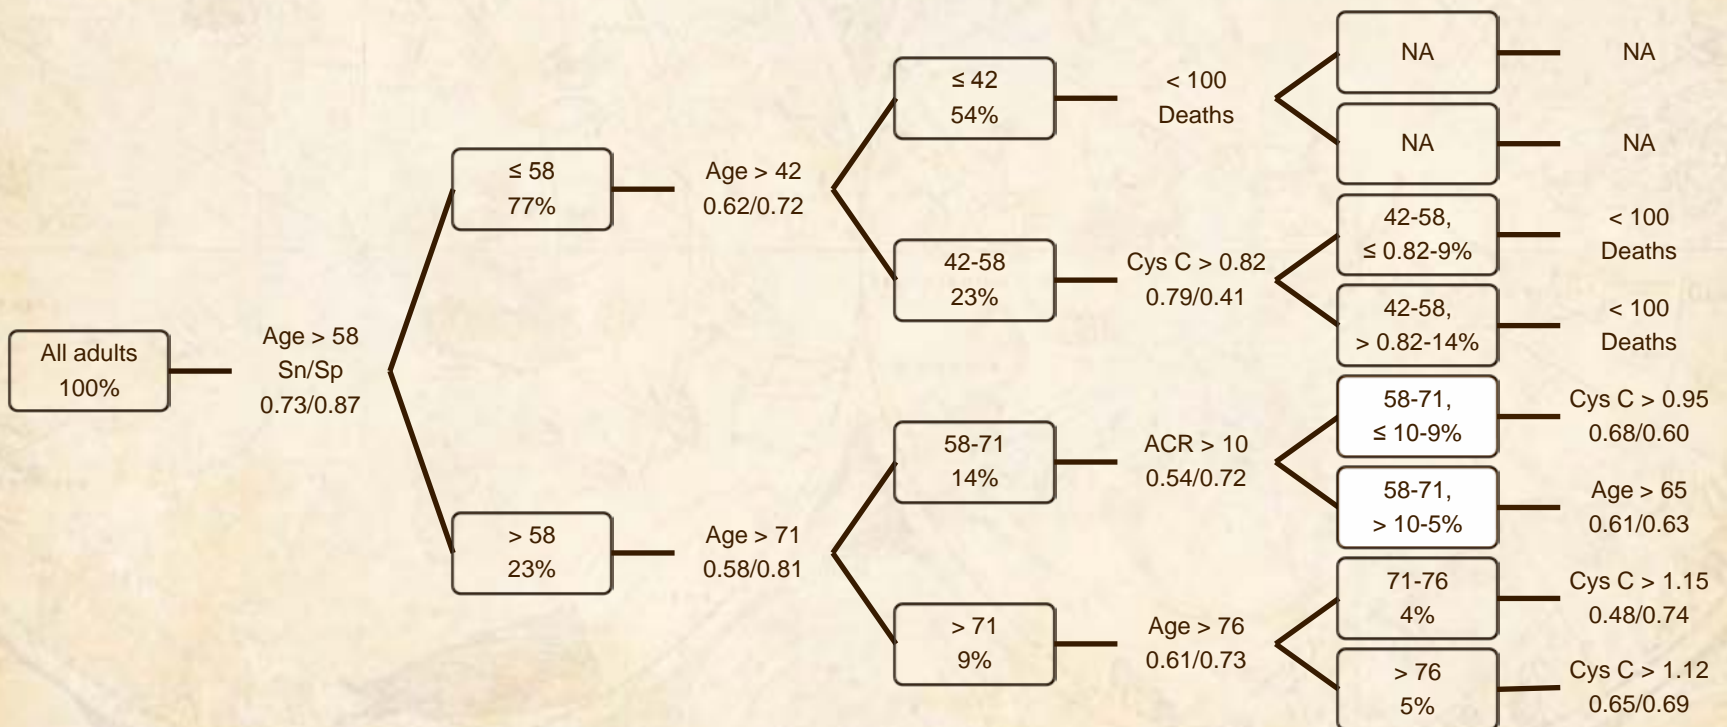 All adults
100%
Age > 58
Sn/Sp
0.73/0.87
≤ 58
77%
Age > 42
0.62/0.72
> 58
23%
Age > 71
0.58/0.81
≤ 42
54%
< 100
Deaths
42-58
23%
Cys C > 0.82
0.79/0.41
58-71
14%
ACR > 10
0.54/0.72
> 71
9%
Age > 76
0.61/0.73
NA
NA
NA
NA
42-58,
≤ 0.82-9%
< 100
Deaths
42-58,
> 0.82-14%
< 100
Deaths
58-71,
≤ 10-9%
Cys C > 0.95
0.68/0.60
58-71,
> 10-5%
Age > 65
0.61/0.63
71-76
4%
Cys C > 1.15
0.48/0.74
> 76
5%
Cys C > 1.12
0.65/0.69